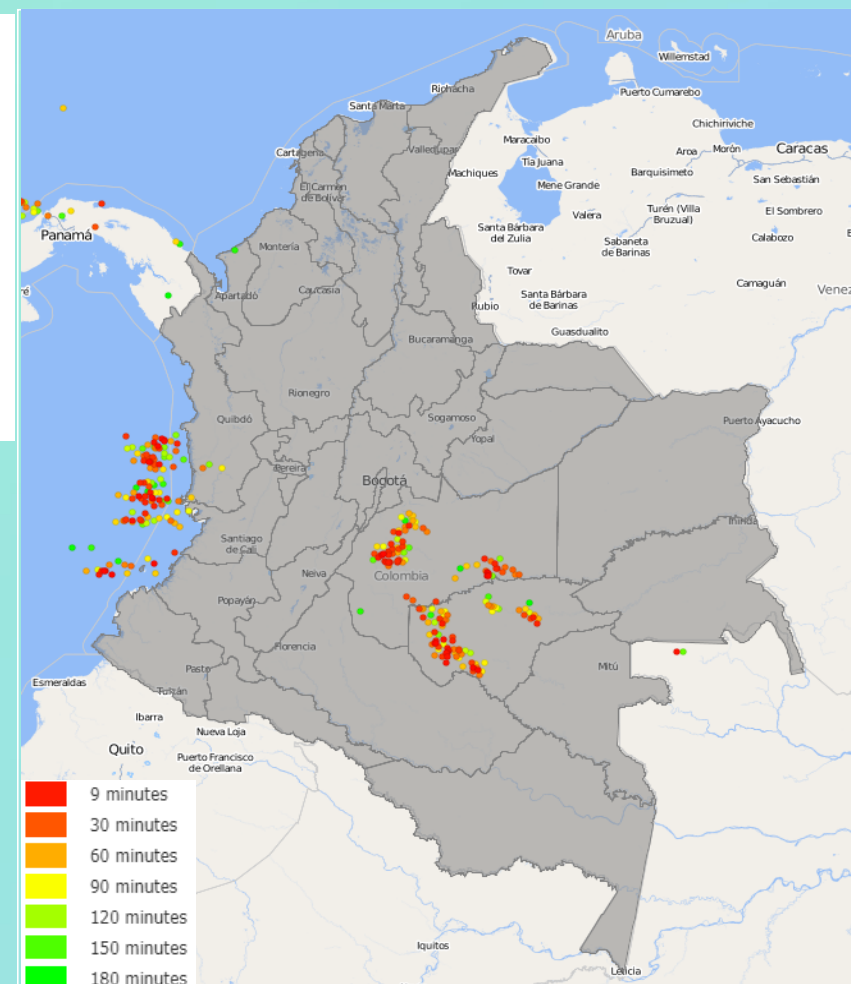 Aruba
Willemstad
Riohacha
Puerto Cumarebo
Santa Marta
Chichiriviche
Maracaibo
Cartagena
Valledupar
Aroa
Morón
Caracas
Tía Juana
Machiques
Barquisimeto
San Sebastián
Mene Grande
El Carmen
de Bolívar
Valera
Turén (Villa
Bruzual)
El Sombrero
Panamá
Santa Bárbara
del Zulia
Montería
Sabaneta
de Barinas
Calabozo
Tovar
Camaguán
Apartadó
Caucasia
Santa Bárbara
de Barinas
Rubio
Venez
Guasdualito
Bucaramanga
Rionegro
Quibdó
Sogamoso
Puerto Ayacucho
Yopal
Pereira
Bogotá
Inírida
Santiago
de Cali
Neiva
Colombia
Popayán
Florencia
Mitú
Pasto
Esmeraldas
Tulcán
Ibarra
Nueva Loja
Quito
Puerto Francisco
de Orellana
9 minutes
30 minutes
60 minutes
90 minutes
120 minutes
150 minutes
180 minutes
Iquitos
Leticia